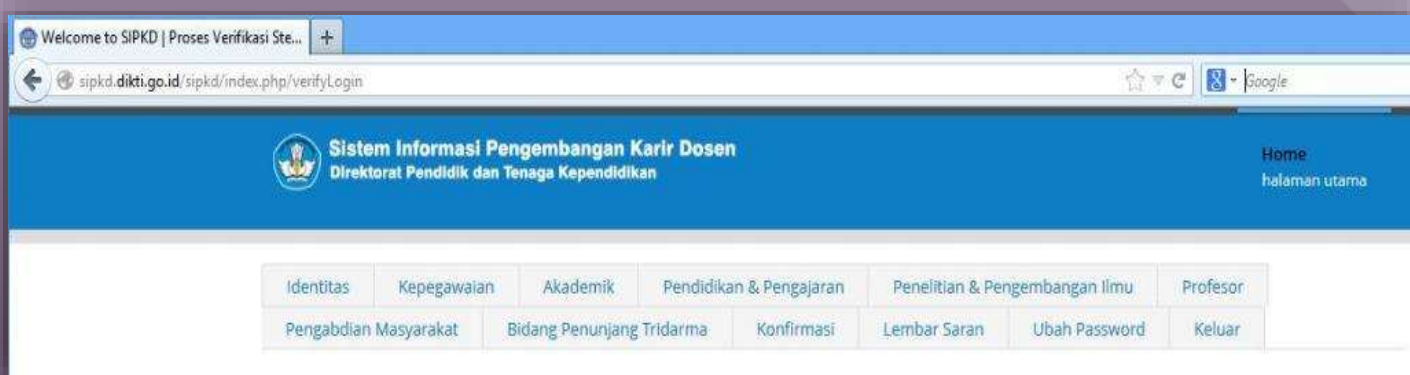 Welcome to SIPKD | Proses Verifikasi Ste... +
sipkd.dikti.go.id/sipkd/index.php/verifyLogin
Google
Sistem Informasi Pengembangan Karir Dosen
Direktorat Pendidik dan Tenaga Kependidikan
Home
halaman utama
Identitas Kepegawaian Akademik Pendidikan & Pengajaran Penelitian & Pengembangan Ilmu Profesor
Pengabdian Masyarakat Bidang Penunjang Tridarma Konfirmasi Lembar Saran Ubah Password Keluar